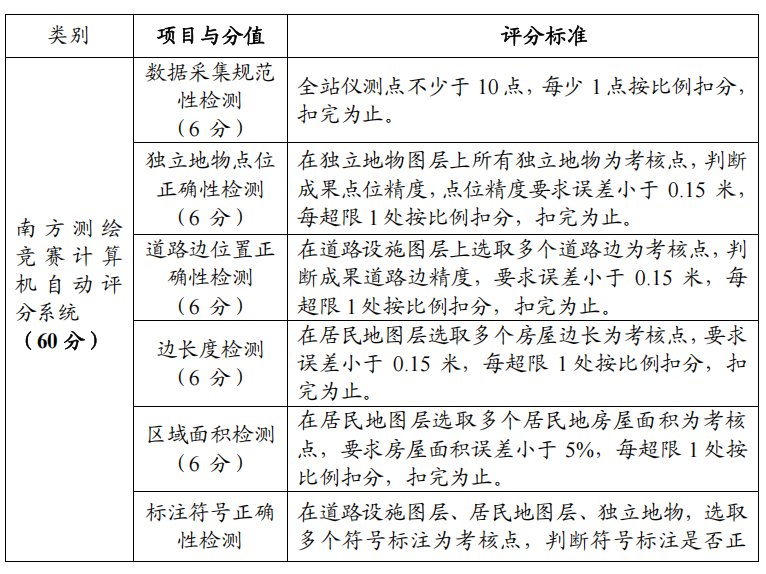 类别
项目与分值
评分标准
南方测绘
竞赛计算
机自动评
分系统
（60 分）
数据采集规范
性检测
（6 分）
全站仪测点不少于 10 点，每少 1 点按比例扣分，
扣完为止。
独立地物点位
正确性检测
（6 分）
在独立地物图层上所有独立地物为考核点，判断
成果点位精度，点位精度要求误差小于 0.15 米，
每超限 1 处按比例扣分，扣完为止。
道路边位置正
确性检测
（6 分）
在道路设施图层上选取多个道路边为考核点，判
断成果道路边精度，要求误差小于 0.15 米，每
超限 1 处按比例扣分，扣完为止。
边长度检测
（6 分）
在居民地图层选取多个房屋边长为考核点，要求
误差小于 0.15 米，每超限 1 处按比例扣分，扣
完为止。
区域面积检测
（6 分）
在居民地图层选取多个居民地房屋面积为考核
点，要求房屋面积误差小于 5%，每超限 1 处按
比例扣分，扣完为止。
标注符号正确
性检测
在道路设施图层、居民地图层、独立地物，选取
多个符号标注为考核点，判断符号标注是否正